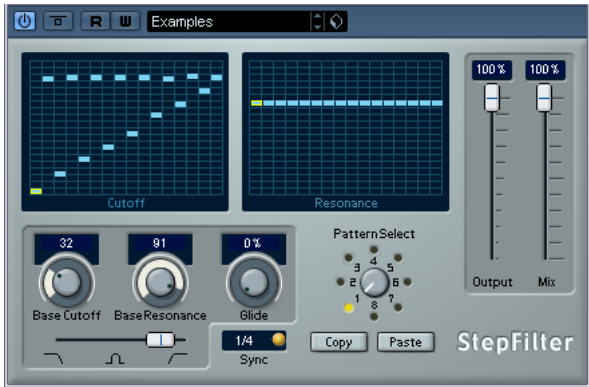 R W Examples
100 % 100 %
Cutoff Resonance
32 91 0 %
Pattern Select
1 2 3 4 5 6 7 8
Output Mix
Base Cutoff Base Resonance Glide
1/4 Copy Paste StepFilter
Sync